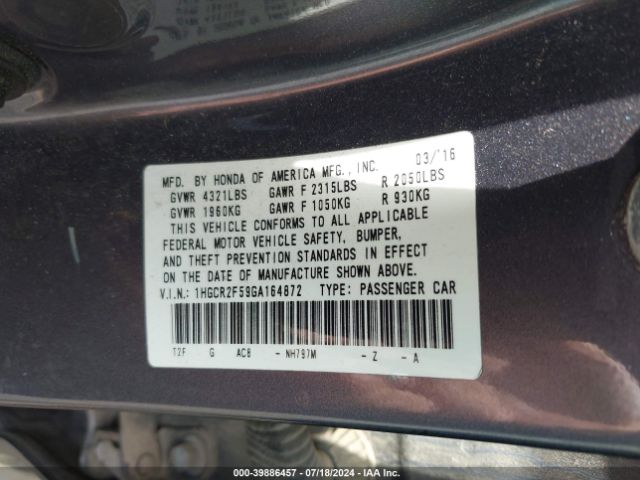 MFD. BY HONDA OF AMERICA MFG., INC. 03/'16
GVWR 4321LBS GAWR F 2315LBS R 2050LBS
GVWR 1960KG GAWR F 1050KG R 930KG
THIS VEHICLE CONFORMS TO ALL APPLICABLE
FEDERAL MOTOR VEHICLE SAFETY, BUMPER,
AND THEFT PREVENTION STANDARDS IN EFFECT
ON THE DATE OF MANUFACTURE SHOWN ABOVE.
V.I.N.: 1HGCR2F59GA164872 TYPE: PASSENGER CAR
T2F G AC8 - NH797M - Z - A
000-39886457 - 07/18/2024 - IAA Inc.